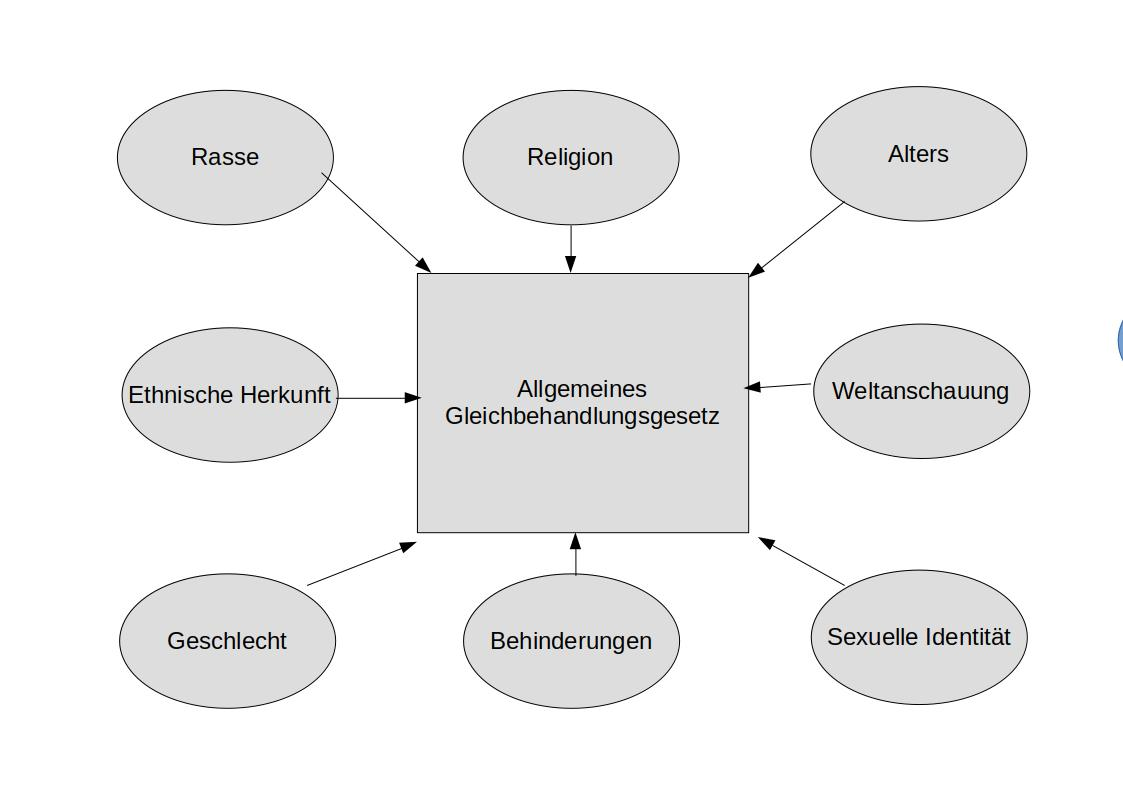 Rasse
Religion
Alters
Ethnische Herkunft
Allgemeines
Gleichbehandlungsgesetz
Weltanschauung
Geschlecht
Behinderungen
Sexuelle Identität